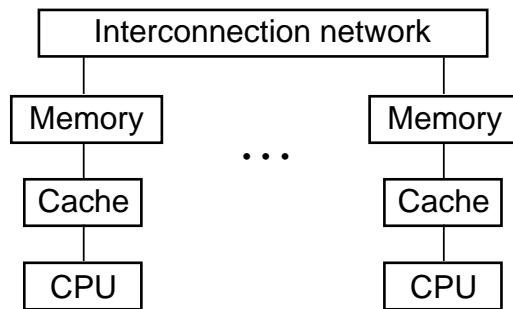 Interconnection network
Memory
Memory
...
Cache
Cache
CPU
CPU